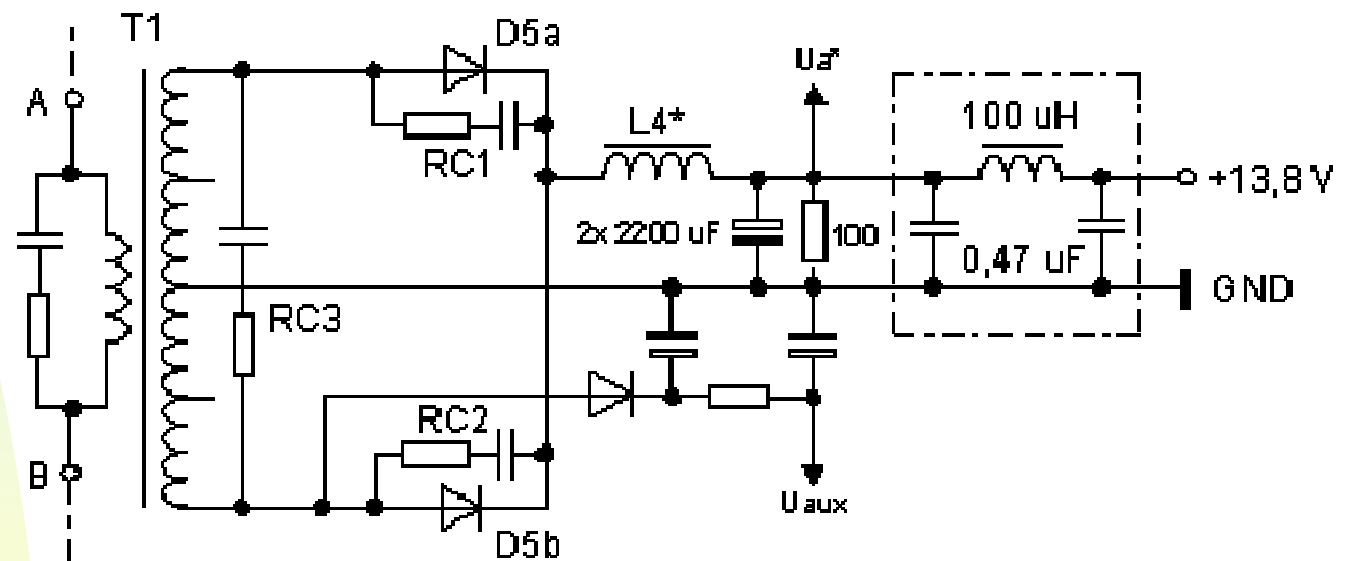 T1
D5a
A
RC1
L4*
Ua*
100 uH
+13,8 V
2x 2200 uF
100
0,47 uF
GND
RC3
RC2
B
Uaux
D5b